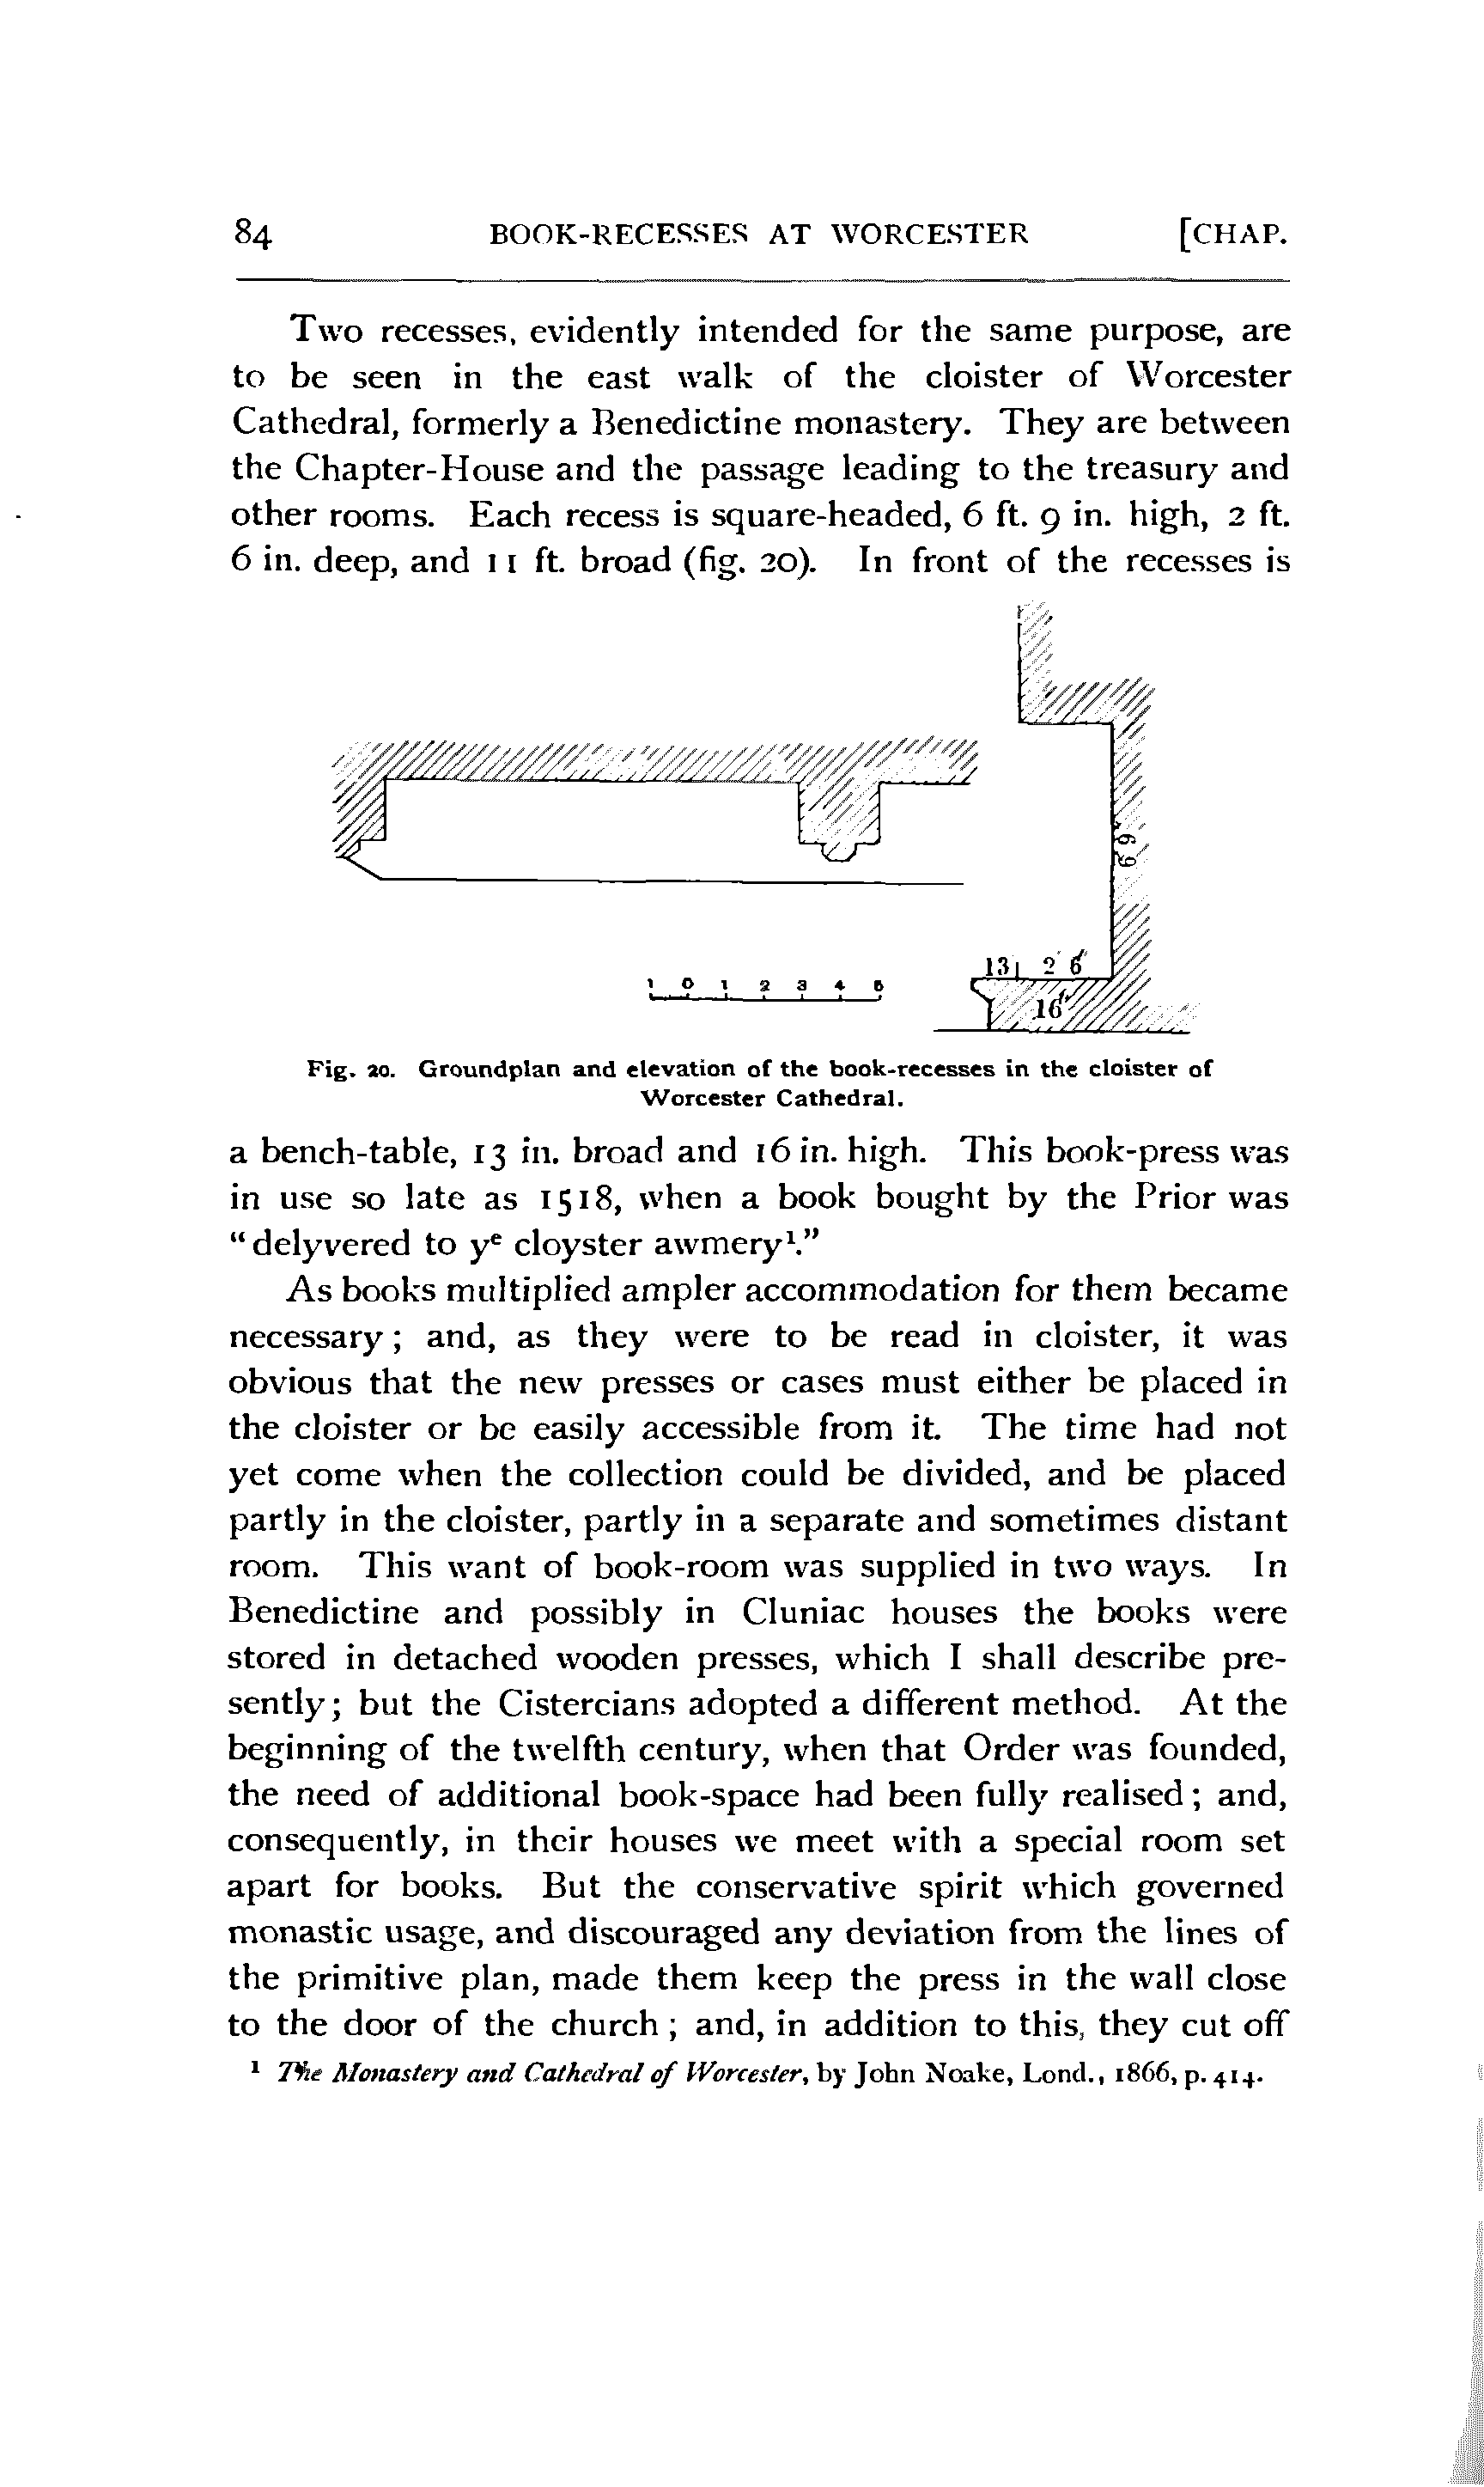 84 BOOK-RECESSES AT WORCESTER [CHAP.
Two recesses, evidently intended for the same purpose, are
to be seen in the east walk of the cloister of Worcester
Cathedral, formerly a Benedictine monastery. They are between
the Chapter-House and the passage leading to the treasury and
other rooms. Each recess is square-headed, 6 ft. 9 in. high, 2 ft.
6 in. deep, and 11 ft. broad (fig. 20). In front of the recesses is
6 9
13 2' 6"
1 0 1 2 3 4 5
16"
Fig. 20. Groundplan and elevation of the book-recesses in the cloister of
Worcester Cathedral.
a bench-table, 13 in. broad and 16 in. high. This book-press was
in use so late as 1518, when a book bought by the Prior was
“delyvered to yᵉ cloyster awmery¹.”
As books multiplied ampler accommodation for them became
necessary; and, as they were to be read in cloister, it was
obvious that the new presses or cases must either be placed in
the cloister or be easily accessible from it. The time had not
yet come when the collection could be divided, and be placed
partly in the cloister, partly in a separate and sometimes distant
room. This want of book-room was supplied in two ways. In
Benedictine and possibly in Cluniac houses the books were
stored in detached wooden presses, which I shall describe pre-
sently; but the Cistercians adopted a different method. At the
beginning of the twelfth century, when that Order was founded,
the need of additional book-space had been fully realised; and,
consequently, in their houses we meet with a special room set
apart for books. But the conservative spirit which governed
monastic usage, and discouraged any deviation from the lines of
the primitive plan, made them keep the press in the wall close
to the door of the church; and, in addition to this, they cut off
¹ The Monastery and Cathedral of Worcester, by John Noake, Lond., 1866, p. 414.